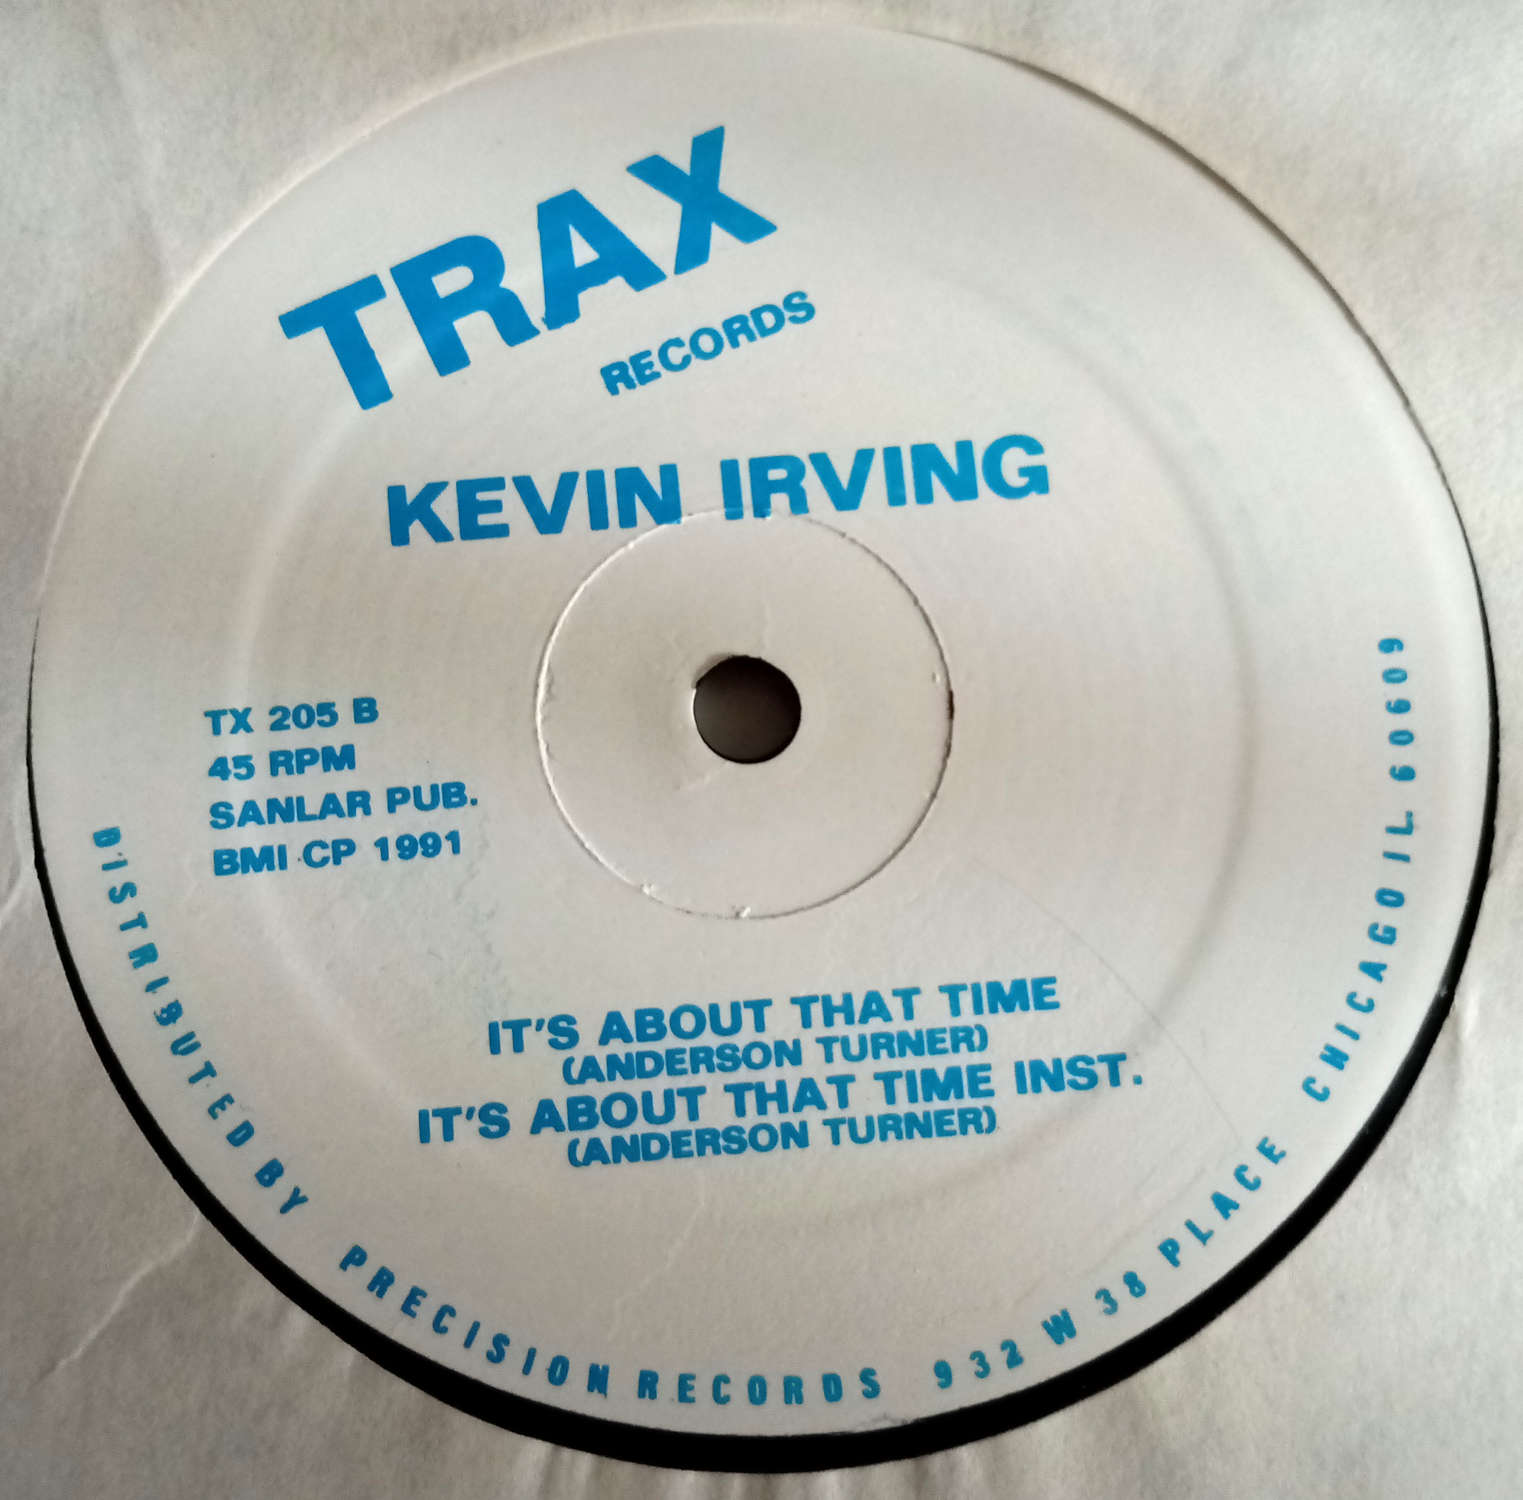 TRAX
RECORDS
KEVIN IRVING
TX 205 B
45 RPM
SANLAR PUB.
BMI CP 1991
IT'S ABOUT THAT TIME
(ANDERSON TURNER)
IT'S ABOUT THAT TIME INST.
(ANDERSON TURNER)
DISTRIBUTED BY PRECISION RECORDS 932 W 38 PLACE CHICAGO IL. 60609